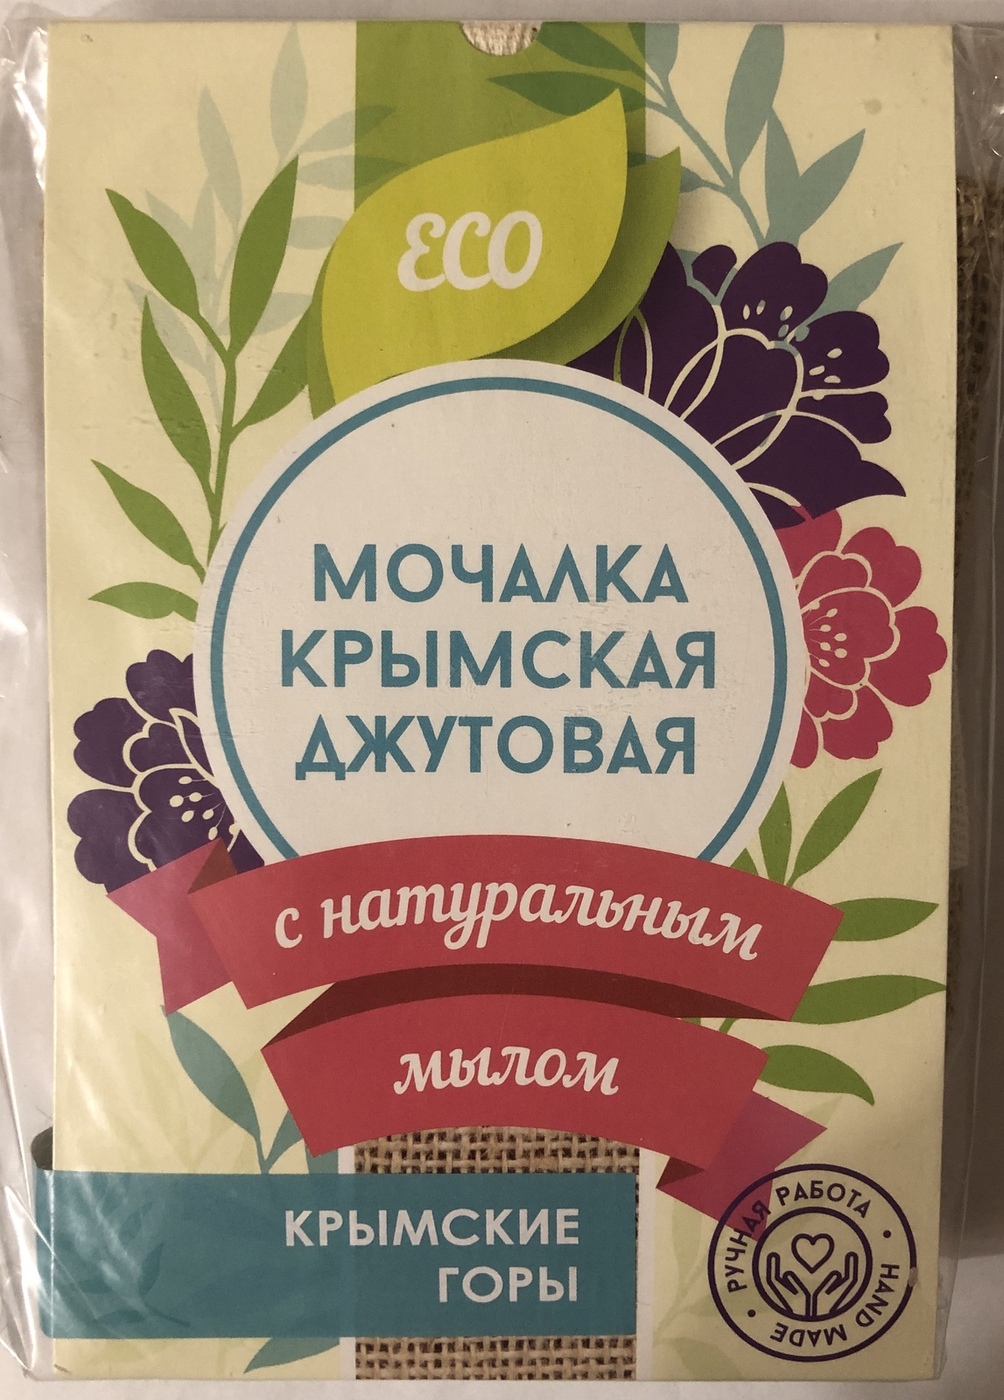 ECO
МОЧАЛКА
КРЫМСКАЯ
ДЖУТОВАЯ
с натуральным
мылом
КРЫМСКИЕ
ГОРЫ
РУЧНАЯ РАБОТА • HAND MADE •